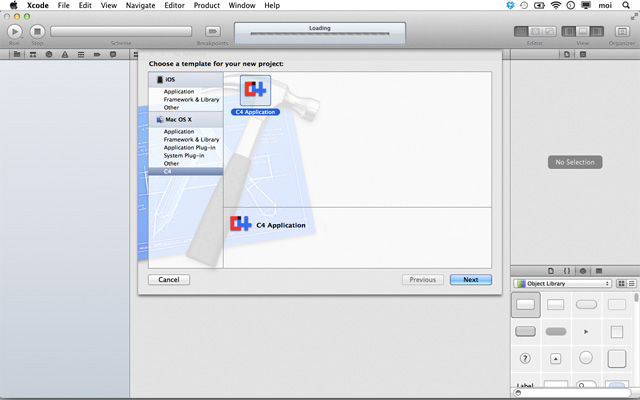 Xcode File Edit View Navigate Editor Product Window Help moi
Loading
Run Stop Scheme Breakpoints Editor View Organizer
Choose a template for your new project:
iOS
Application
Framework & Library
Other
Mac OS X
Application
Framework & Library
Application Plug-in
System Plug-in
Other
C4
C4 Application
C4 Application
Cancel Previous Next
No Selection
Object Library
Label